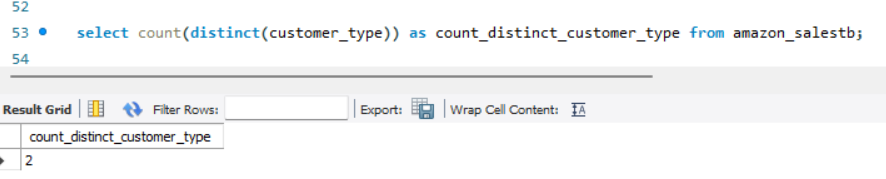 52
53 select count(distinct(customer_type)) as count_distinct_customer_type from amazon_salestb;
54
Result Grid Filter Rows: Export: Wrap Cell Content: IA
count_distinct_customer_type
2